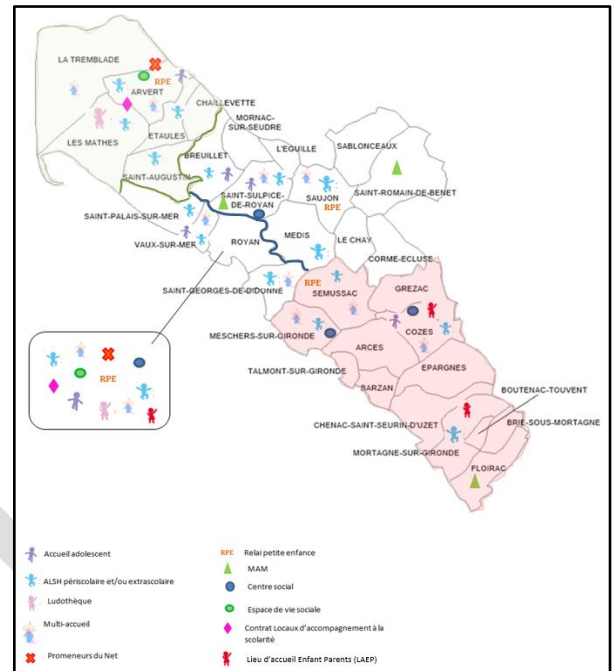 LA TREMBLADE
RPE
ARVERT
CHAILLEVETTE
MORNAC-
SUR-SEUDRE
LES MATHES
ETAULES
L'EGUILLE
SABLONCEAUX
BREUILLET
SAINT-AUGUSTIN
SAINT-SULPICE-
DE-ROYAN
SAUJON
RPE
SAINT-ROMAIN-DE-BENET
SAINT-PALAIS-SUR-MER
VAUX-SUR-MER
ROYAN
MEDIS
LE CHAY
CORME-ECLUSE
SAINT-GEORGES-DE-DIDONNE
RPE
SEMUSSAC
GREZAC
MESCHERS-SUR-GIRONDE
COZES
ARCES
TALMONT-SUR-GIRONDE
EPARGNES
BARZAN
BOUTENAC-TOUVENT
CHENAC-SAINT-SEURIN-D'UZET
BRIE-SOUS-MORTAGNE
MORTAGNE-SUR-GIRONDE
FLOIRAC
RPE
Accueil adolescent
ALSH périscolaire et/ou extrascolaire
Ludothèque
Multi-accueil
Promeneurs du Net
RPE Relai petite enfance
MAM
Centre social
Espace de vie sociale
Contrat Locaux d'accompagnement à la
scolarité
Lieu d'accueil Enfant Parents (LAEP)